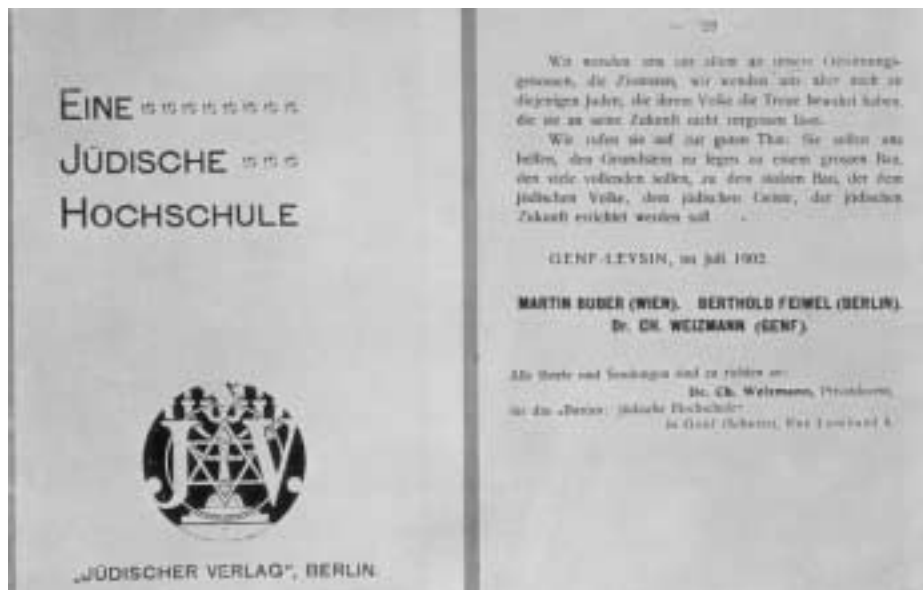 EINE
JÜDISCHE
HOCHSCHULE
J V
„JÜDISCHER VERLAG“, BERLIN.
Wir wenden uns vor allem an unsere Gesinnungs-
genossen, die Zionisten, wir wenden uns aber auch an
diejenigen Juden, die ihrem Volke die Treue bewahrt haben,
die sie an seine Zukunft nicht vergessen
Wir rufen sie auf zur guten That: Sie sollen uns
helfen, den Grundstein zu legen zu einem grossen Bau,
den viele vollenden sollen, zu dem stolzen Bau, der dem
jüdischen Volke, dem jüdischen Geiste, der jüdischen
Zukunft errichtet werden soll
GENF-LEYSIN, im Juli 1902.
MARTIN BUBER (WIEN). BERTHOLD FEIWEL (BERLIN).
Dr. CH. WEIZMANN (GENF).
Alle Briefe und Sendungen sind zu richten an:
Dr. Ch. Weizmann,
für das „Bureau jüdische Hochschule“
in Genf (Schweiz), Rue Lombard